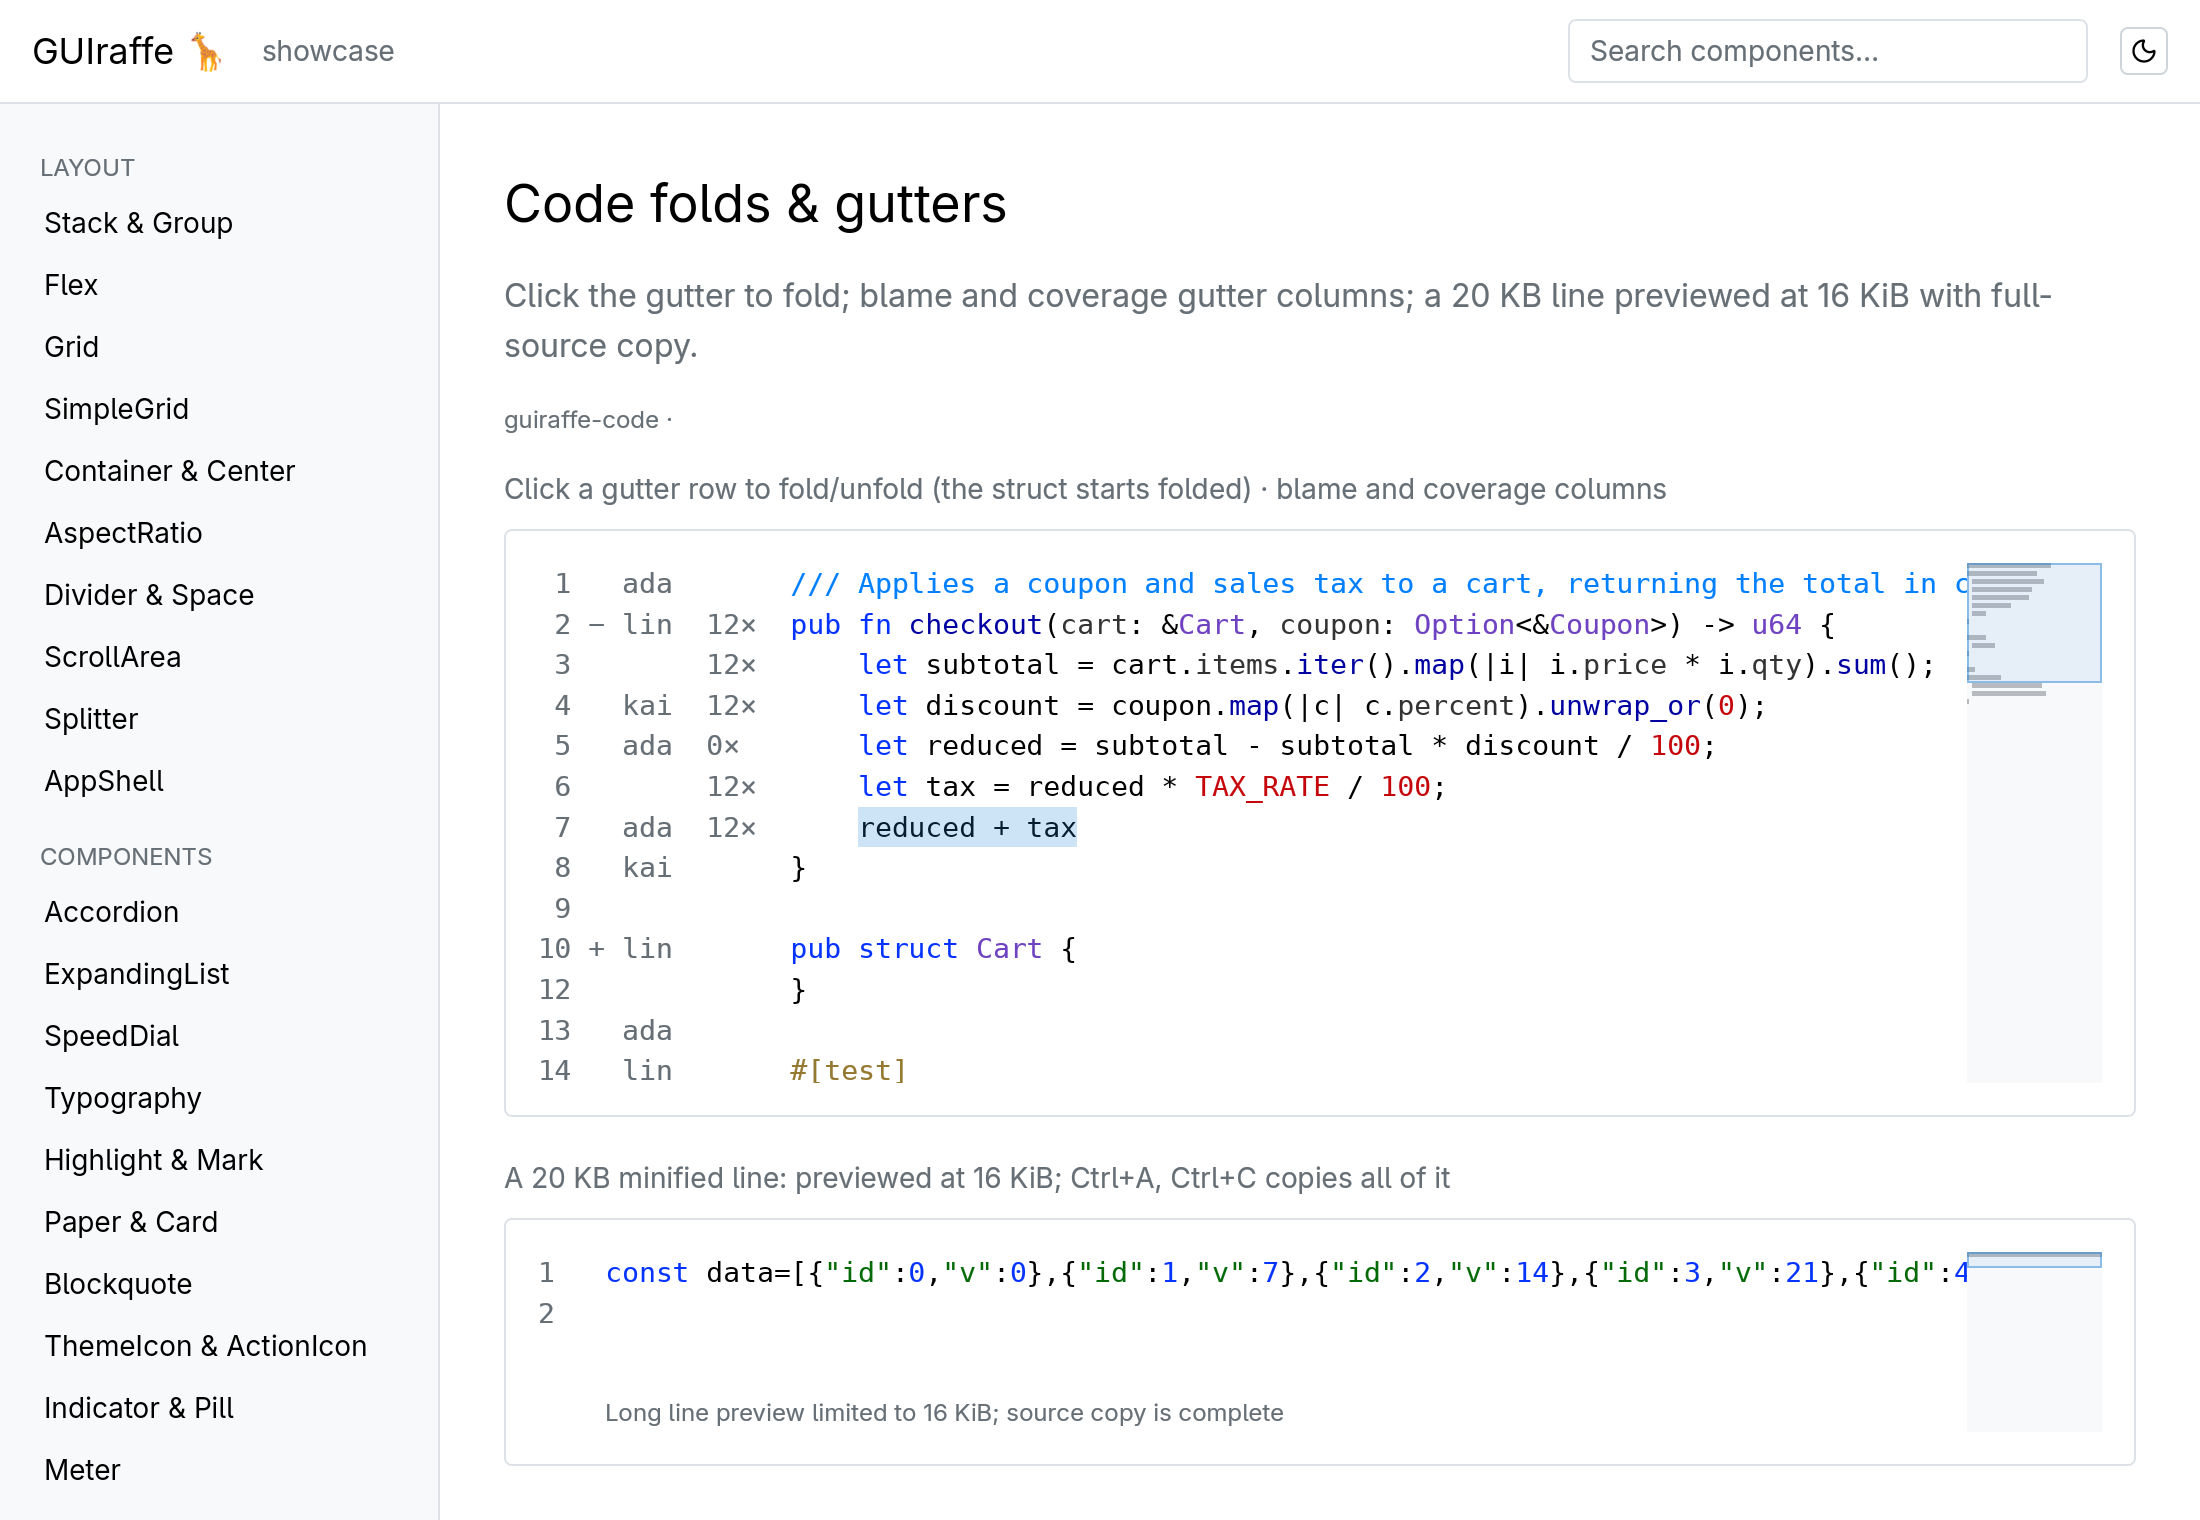 GUIraffe 🦒 showcase
Search components...
LAYOUT
Stack & Group
Flex
Grid
SimpleGrid
Container & Center
AspectRatio
Divider & Space
ScrollArea
Splitter
AppShell
COMPONENTS
Accordion
ExpandingList
SpeedDial
Typography
Highlight & Mark
Paper & Card
Blockquote
ThemeIcon & ActionIcon
Indicator & Pill
Meter
Code folds & gutters
Click the gutter to fold; blame and coverage gutter columns; a 20 KB line previewed at 16 KiB with full-
source copy.
guiraffe-code ·
Click a gutter row to fold/unfold (the struct starts folded) · blame and coverage columns
1 ada /// Applies a coupon and sales tax to a cart, returning the total in c
2 − lin 12× pub fn checkout(cart: &Cart, coupon: Option<&Coupon>) -> u64 {
3 12× let subtotal = cart.items.iter().map(|i| i.price * i.qty).sum();
4 kai 12× let discount = coupon.map(|c| c.percent).unwrap_or(0);
5 ada 0× let reduced = subtotal - subtotal * discount / 100;
6 12× let tax = reduced * TAX_RATE / 100;
7 ada 12× reduced + tax
8 kai }
9
10 + lin pub struct Cart {
12 }
13 ada
14 lin #[test]
A 20 KB minified line: previewed at 16 KiB; Ctrl+A, Ctrl+C copies all of it
1 const data=[{"id":0,"v":0},{"id":1,"v":7},{"id":2,"v":14},{"id":3,"v":21},{"id":4
2
Long line preview limited to 16 KiB; source copy is complete